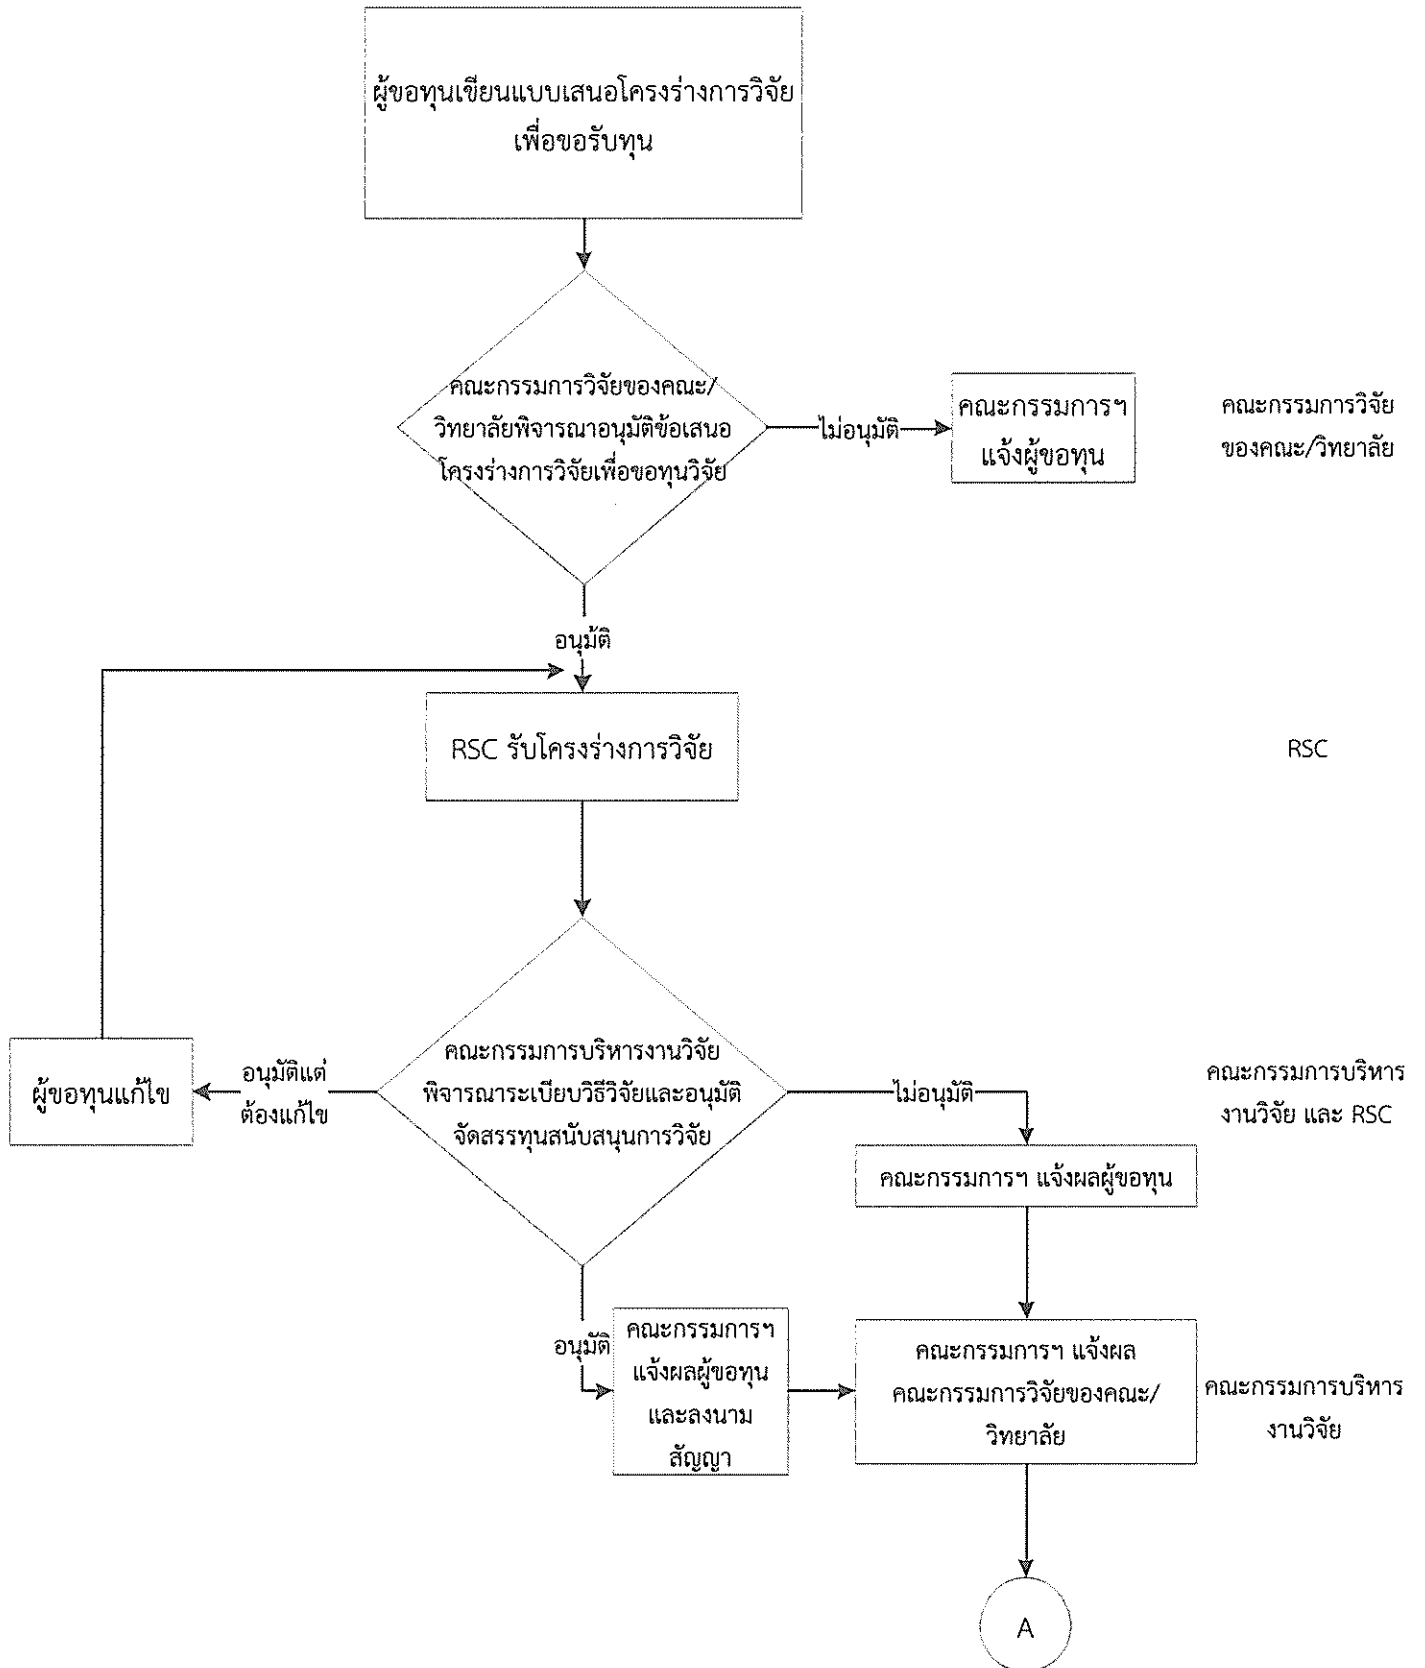 ผู้ขอทุนเขียนแบบเสนอโครงร่างการวิจัย
เพื่อขอรับทุน
คณะกรรมการวิจัยของคณะ/
วิทยาลัยพิจารณาอนุมัติข้อเสนอ
โครงร่างการวิจัยเพื่อขอทุนวิจัย
ไม่อนุมัติ
คณะกรรมการฯ
แจ้งผู้ขอทุน
คณะกรรมการวิจัย
ของคณะ/วิทยาลัย
อนุมัติ
RSC รับโครงร่างการวิจัย
RSC
ผู้ขอทุนแก้ไข
อนุมัติแต่
ต้องแก้ไข
คณะกรรมการบริหารงานวิจัย
พิจารณาระเบียบวิธีวิจัยและอนุมัติ
จัดสรรทุนสนับสนุนการวิจัย
ไม่อนุมัติ
คณะกรรมการบริหาร
งานวิจัย และ RSC
คณะกรรมการฯ แจ้งผลผู้ขอทุน
อนุมัติ
คณะกรรมการฯ
แจ้งผลผู้ขอทุน
และลงนาม
สัญญา
คณะกรรมการฯ แจ้งผล
คณะกรรมการวิจัยของคณะ/
วิทยาลัย
คณะกรรมการบริหาร
งานวิจัย
A